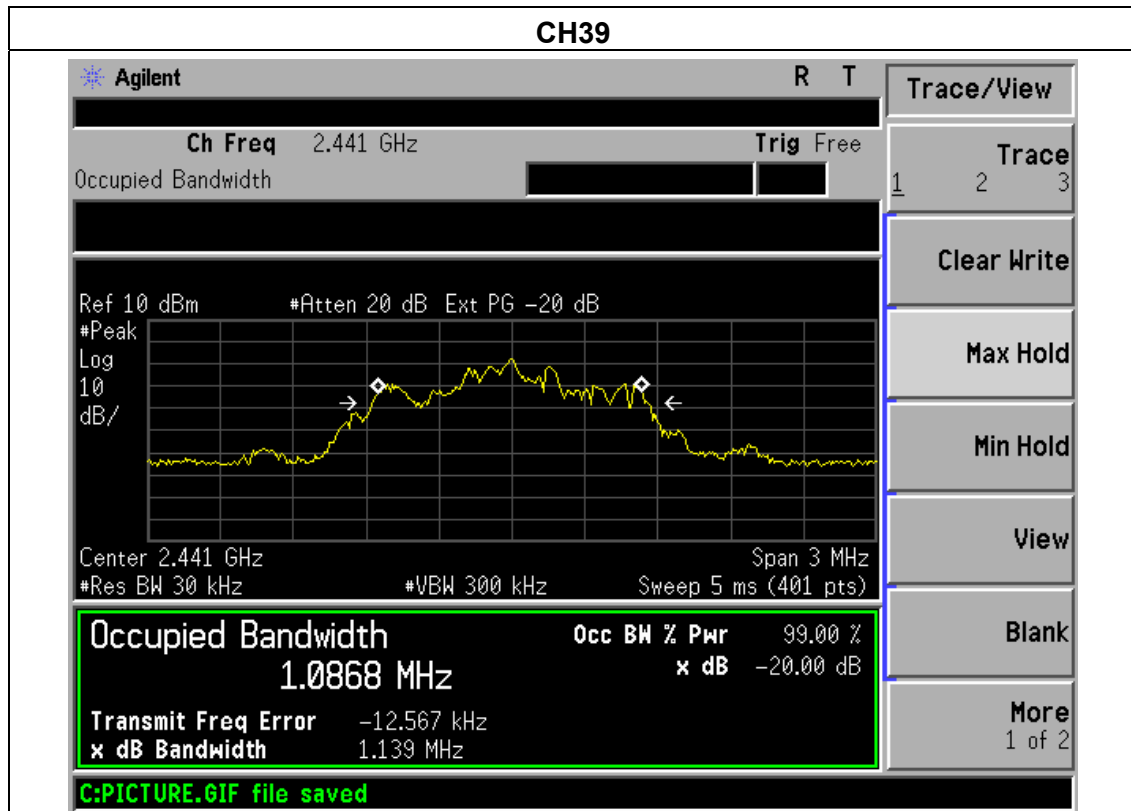 CH39
Agilent
R T
Trace/View
Ch Freq 2.441 GHz
Trig Free
Occupied Bandwidth
Trace
1 2 3
Clear Write
Ref 10 dBm #Atten 20 dB Ext PG −20 dB
#Peak
Log
10
dB/
Max Hold
Min Hold
View
Center 2.441 GHz
Span 3 MHz
#Res BW 30 kHz #VBW 300 kHz Sweep 5 ms (401 pts)
Occupied Bandwidth
1.0868 MHz
Occ BW % Pwr 99.00 %
x dB −20.00 dB
Blank
Transmit Freq Error −12.567 kHz
x dB Bandwidth 1.139 MHz
More
1 of 2
C:PICTURE.GIF file saved